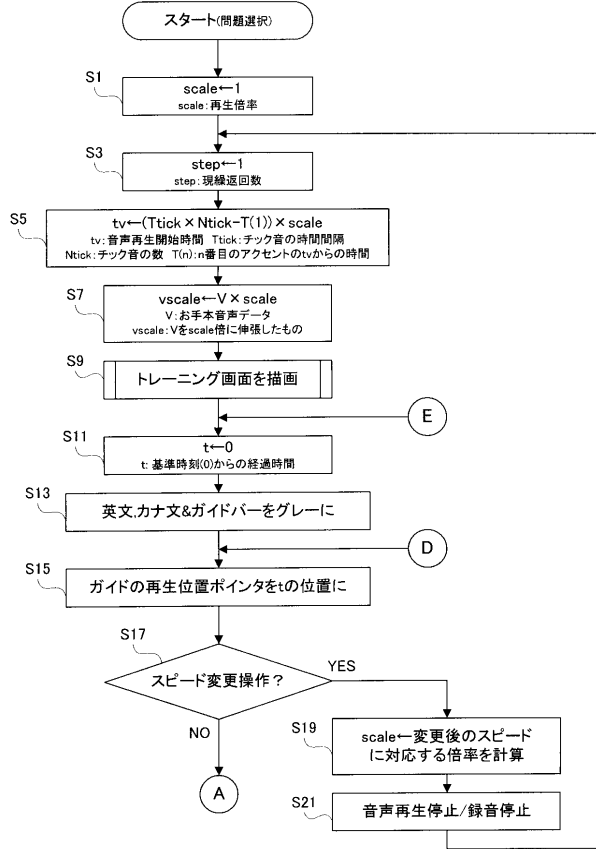 スタート(問題選択)
S1
scale←1
scale:再生倍率
S3
step←1
step:現繰返回数
S5
tv←(Ttick×Ntick-T(1))×scale
tv:音声再生開始時間 Ttick:チック音の時間間隔
Ntick:チック音の数 T(n):n番目のアクセントのtvからの時間
S7
vscale←V×scale
V:お手本音声データ
vscale:Vをscale倍に伸張したもの
S9
トレーニング画面を描画
E
S11
t←0
t: 基準時刻(0)からの経過時間
S13
英文,カナ文&ガイドバーをグレーに
D
S15
ガイドの再生位置ポインタをtの位置に
S17
スピード変更操作?
YES
NO
S19
scale←変更後のスピード
に対応する倍率を計算
A
S21
音声再生停止/録音停止